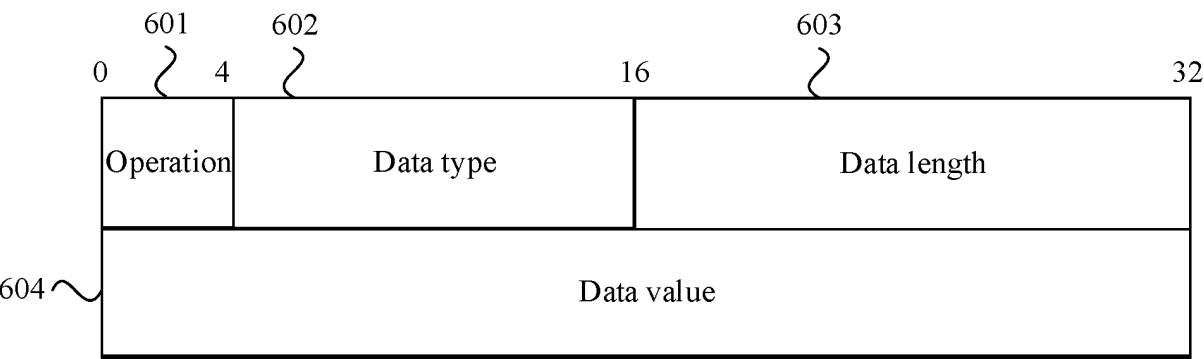 601 602 603
0 4 16 32
Operation Data type Data length
604 Data value